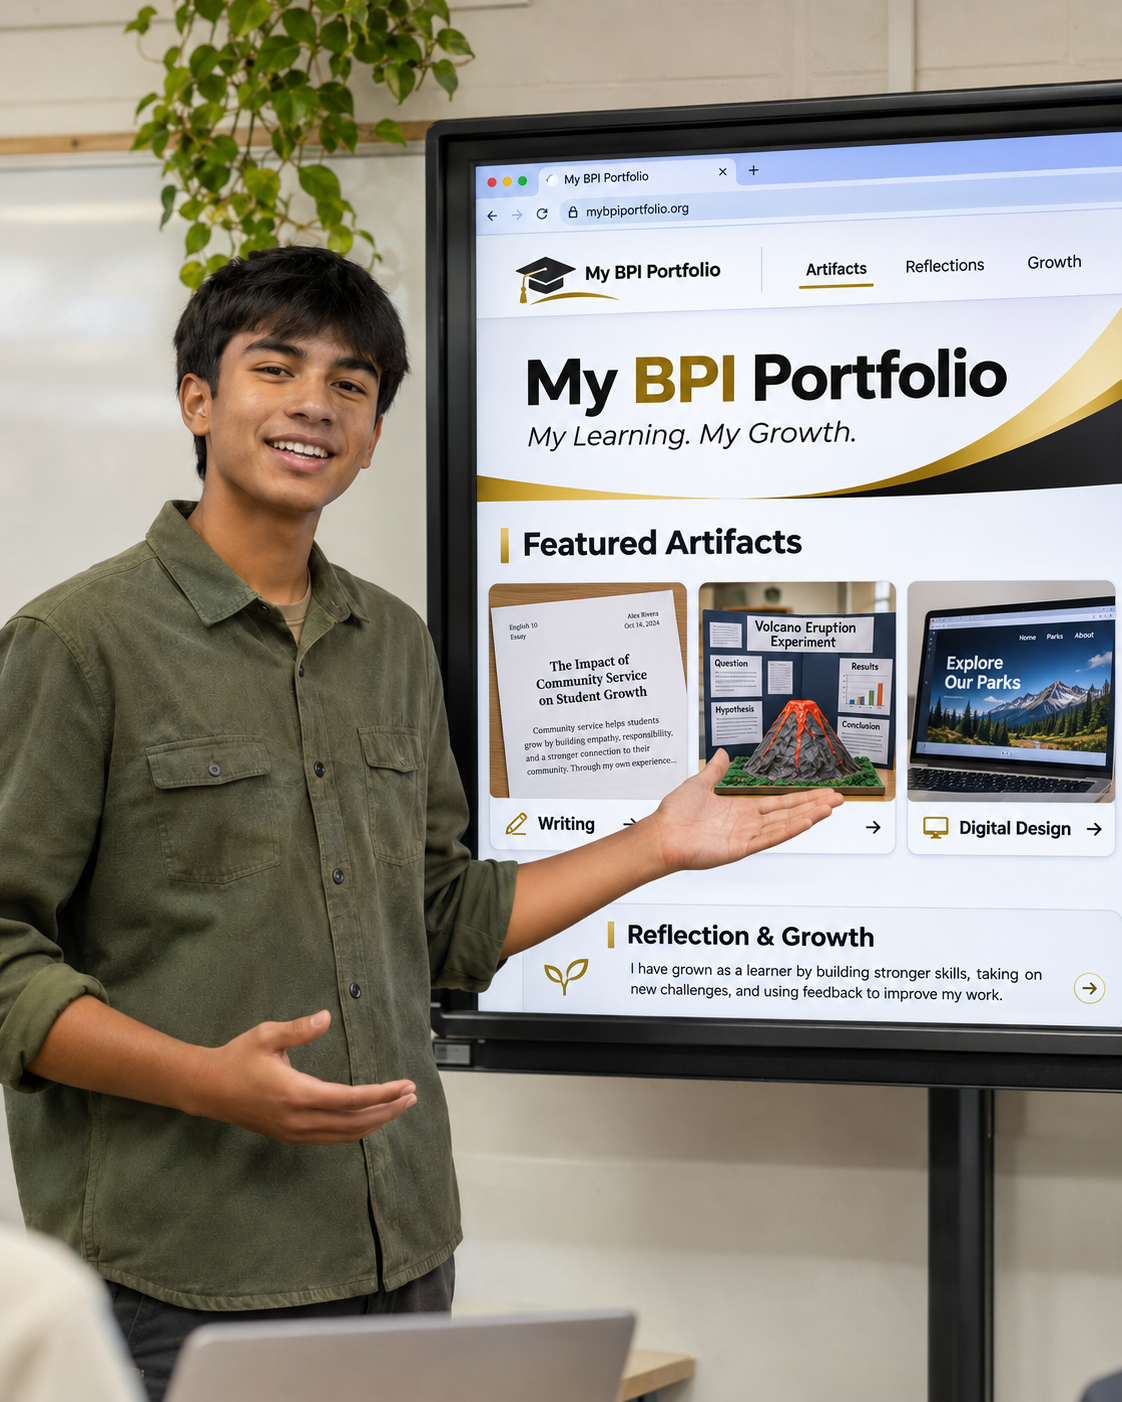 My BPI Portfolio
mybpiportfolio.org
My BPI Portfolio
Artifacts
Reflections
Growth
My BPI Portfolio
My Learning. My Growth.
Featured Artifacts
English 10
Essay
Alex Rivera
Oct 14, 2024
The Impact of
Community Service
on Student Growth
Community service helps students
grow by building empathy, responsibility.
and a stronger connection to their
community. Through my own experience...
Writing
Volcano Eruption
Experiment
Question
Hypothesis
Results
Conclusion
Home
Parks
About
Explore
Our Parks
Digital Design
Reflection & Growth
I have grown as a learner by building stronger skills, taking on
new challenges, and using feedback to improve my work.